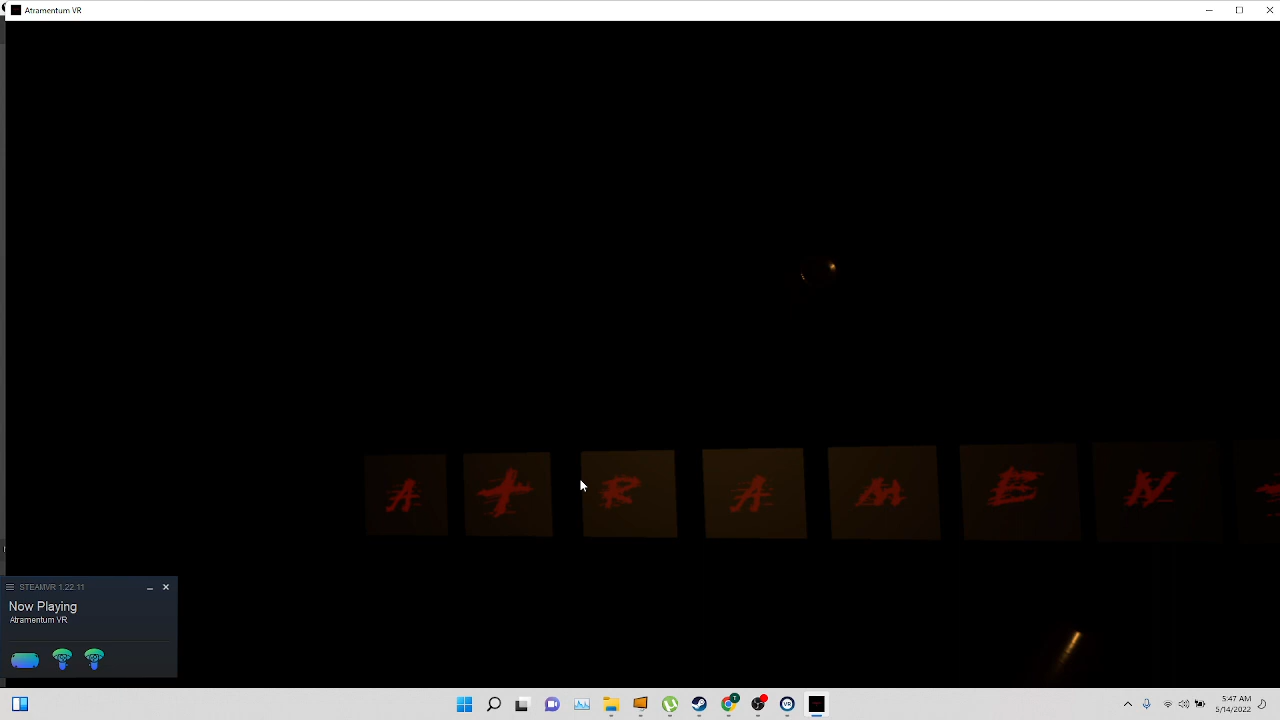 Atramentum VR
A T R A M E N
STEAMVR 1.22.11
Now Playing
Atramentum VR
5:47 AM
5/14/2022